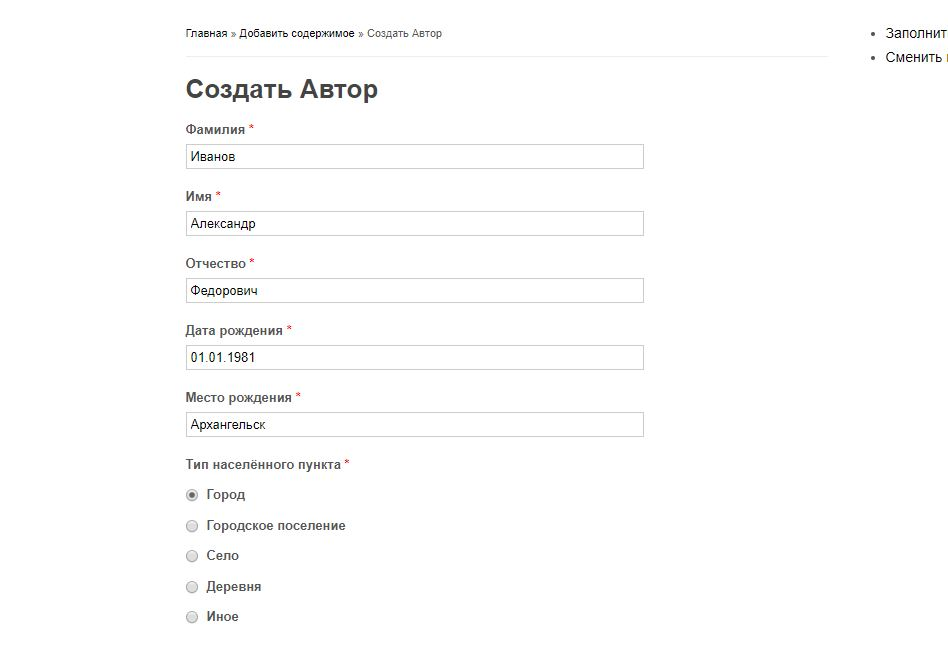 Главная » Добавить содержимое » Создать Автор
Создать Автор
Фамилия *
Иванов
Имя *
Александр
Отчество *
Федорович
Дата рождения *
01.01.1981
Место рождения *
Архангельск
Тип населённого пункта *
Город
Городское поселение
Село
Деревня
Иное
• Заполнит
• Сменить